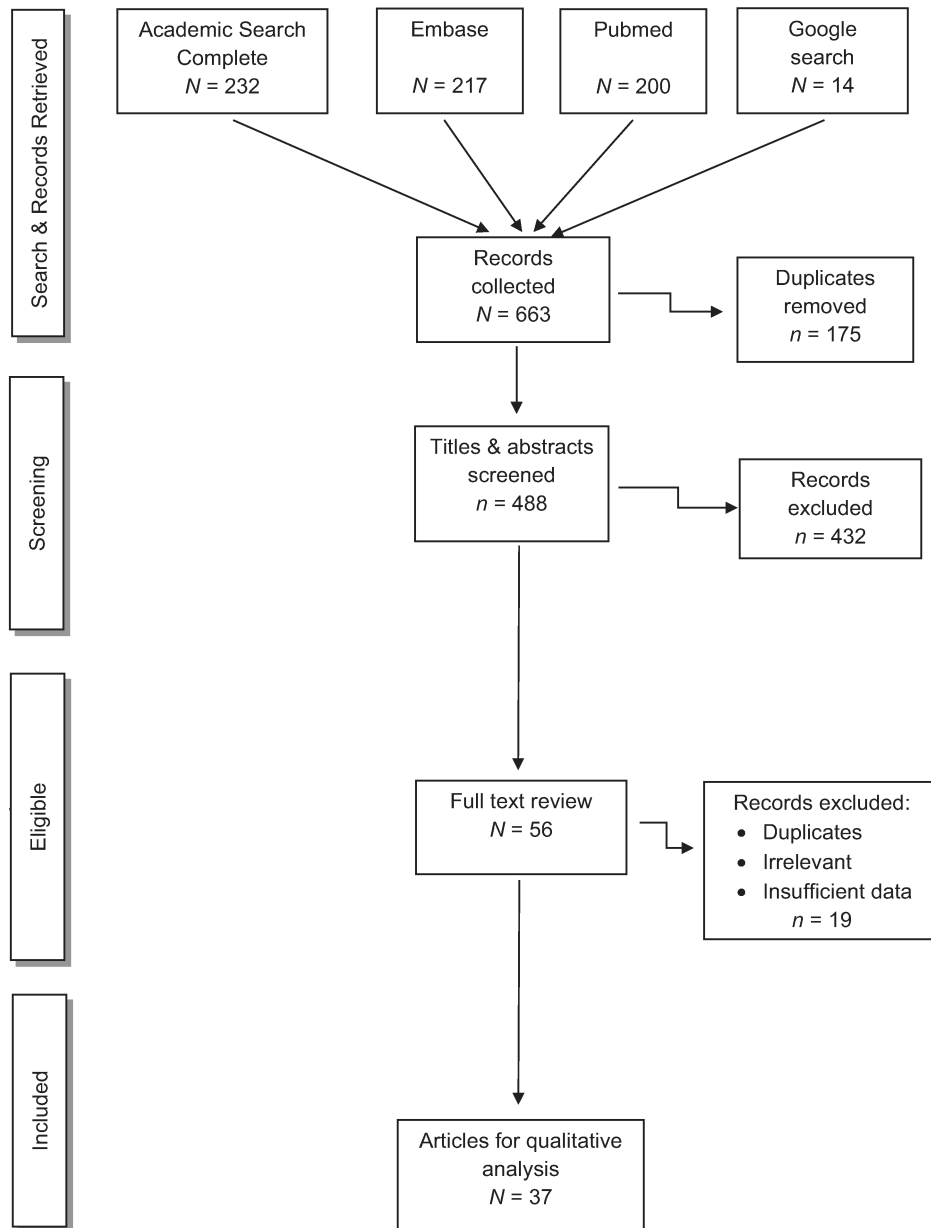 Search & Records Retrieved
Academic Search
Complete
N = 232
Embase
N = 217
Pubmed
N = 200
Google
search
N = 14
Records
collected
N = 663
Duplicates
removed
n = 175
Screening
Titles & abstracts
screened
n = 488
Records
excluded
n = 432
Eligible
Full text review
N = 56
Records excluded:
• Duplicates
• Irrelevant
• Insufficient data
n = 19
Included
Articles for qualitative
analysis
N = 37